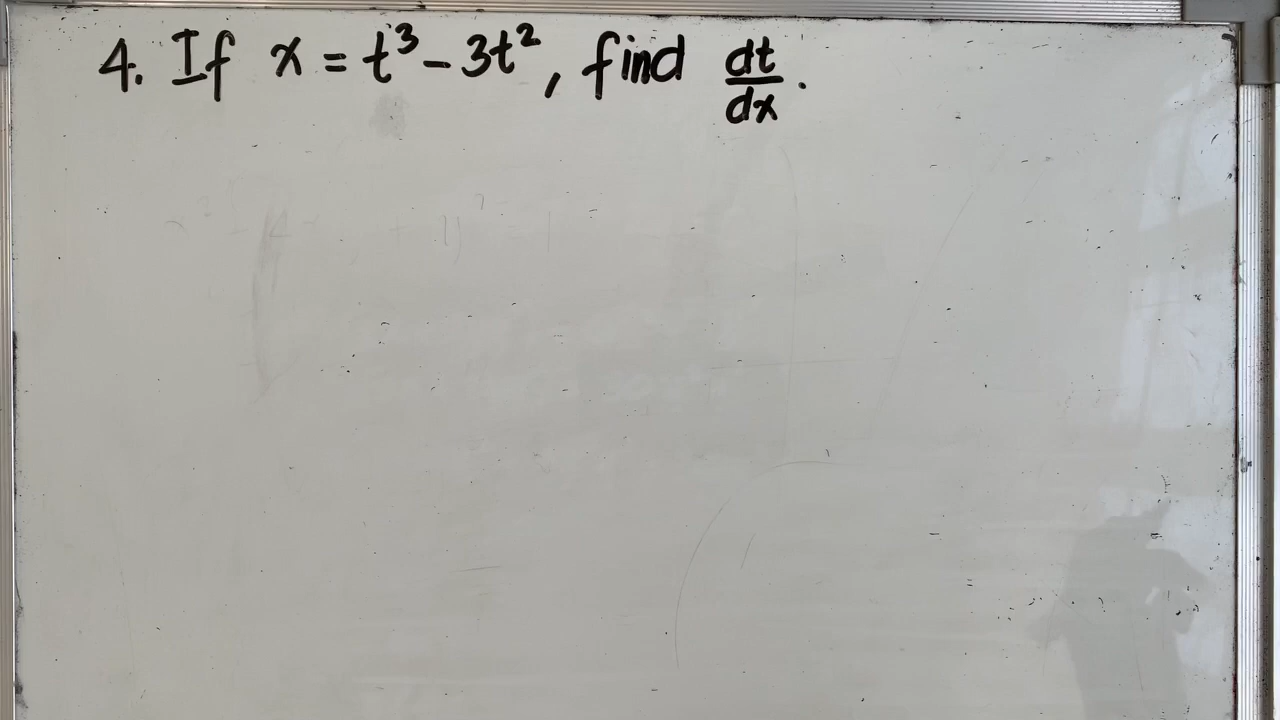 4. If x = t³ - 3t², find dt/dx.